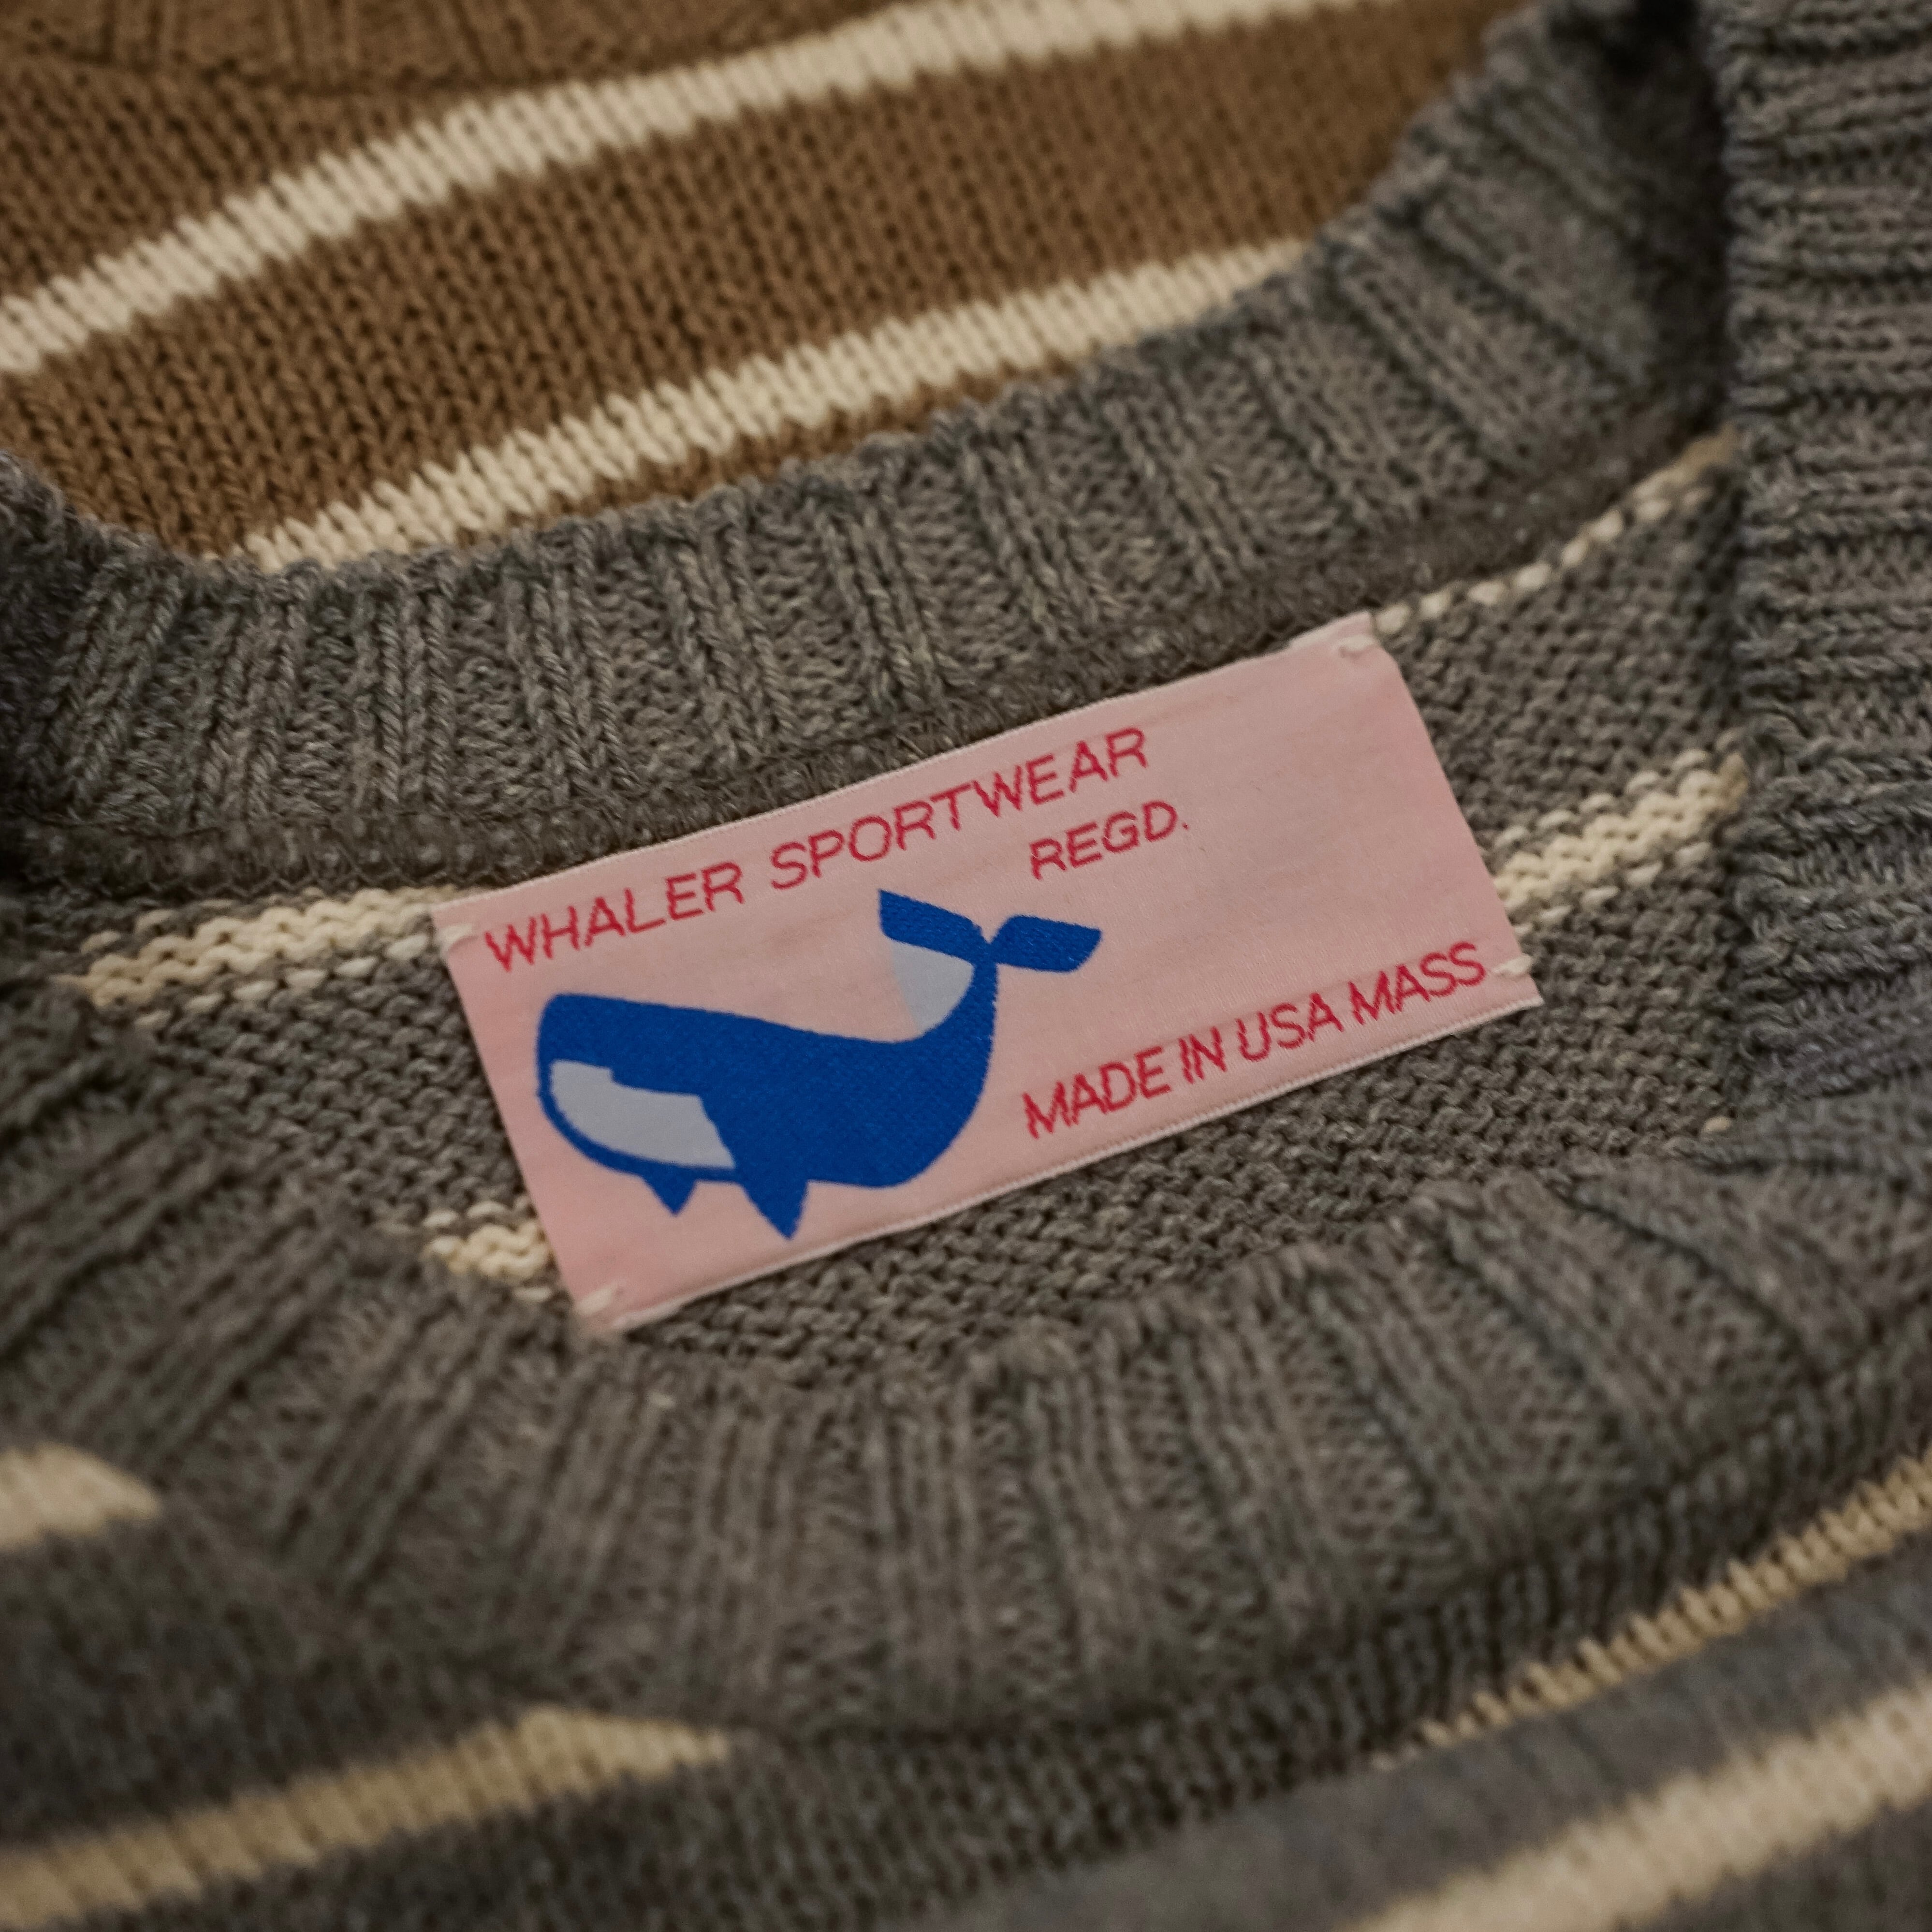 WHALER SPORTWEAR
REGD.
MADE IN USA MASS